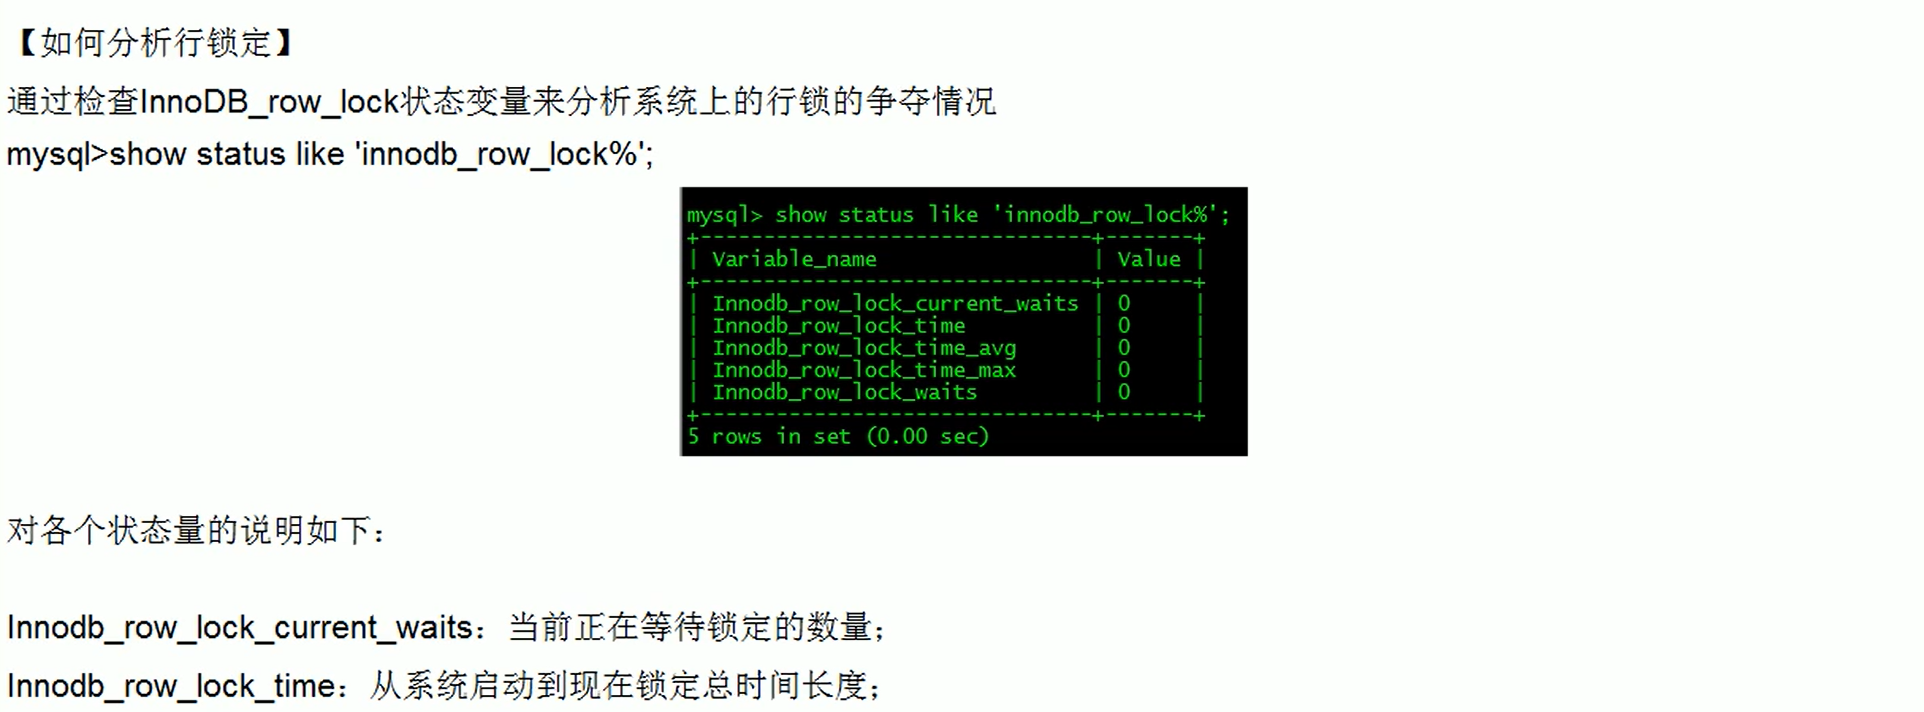 【如何分析行锁定】
通过检查InnoDB_row_lock状态变量来分析系统上的行锁的争夺情况
mysql>show status like 'innodb_row_lock%';
mysql> show status like 'innodb_row_lock%';
+-------------------------------+-------+
| Variable_name | Value |
+-------------------------------+-------+
| Innodb_row_lock_current_waits | 0 |
| Innodb_row_lock_time | 0 |
| Innodb_row_lock_time_avg | 0 |
| Innodb_row_lock_time_max | 0 |
| Innodb_row_lock_waits | 0 |
+-------------------------------+-------+
5 rows in set (0.00 sec)
对各个状态量的说明如下：
Innodb_row_lock_current_waits：当前正在等待锁定的数量；
Innodb_row_lock_time：从系统启动到现在锁定总时间长度；